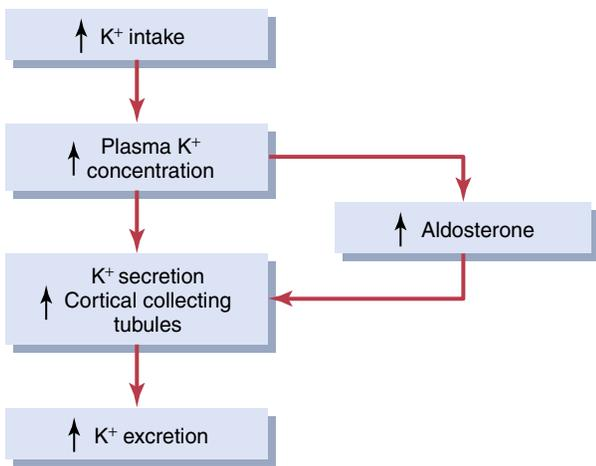 ↑ K⁺ intake
Plasma K⁺
↑ concentration
↑ Aldosterone
K⁺ secretion
↑ Cortical collecting
tubules
↑ K⁺ excretion